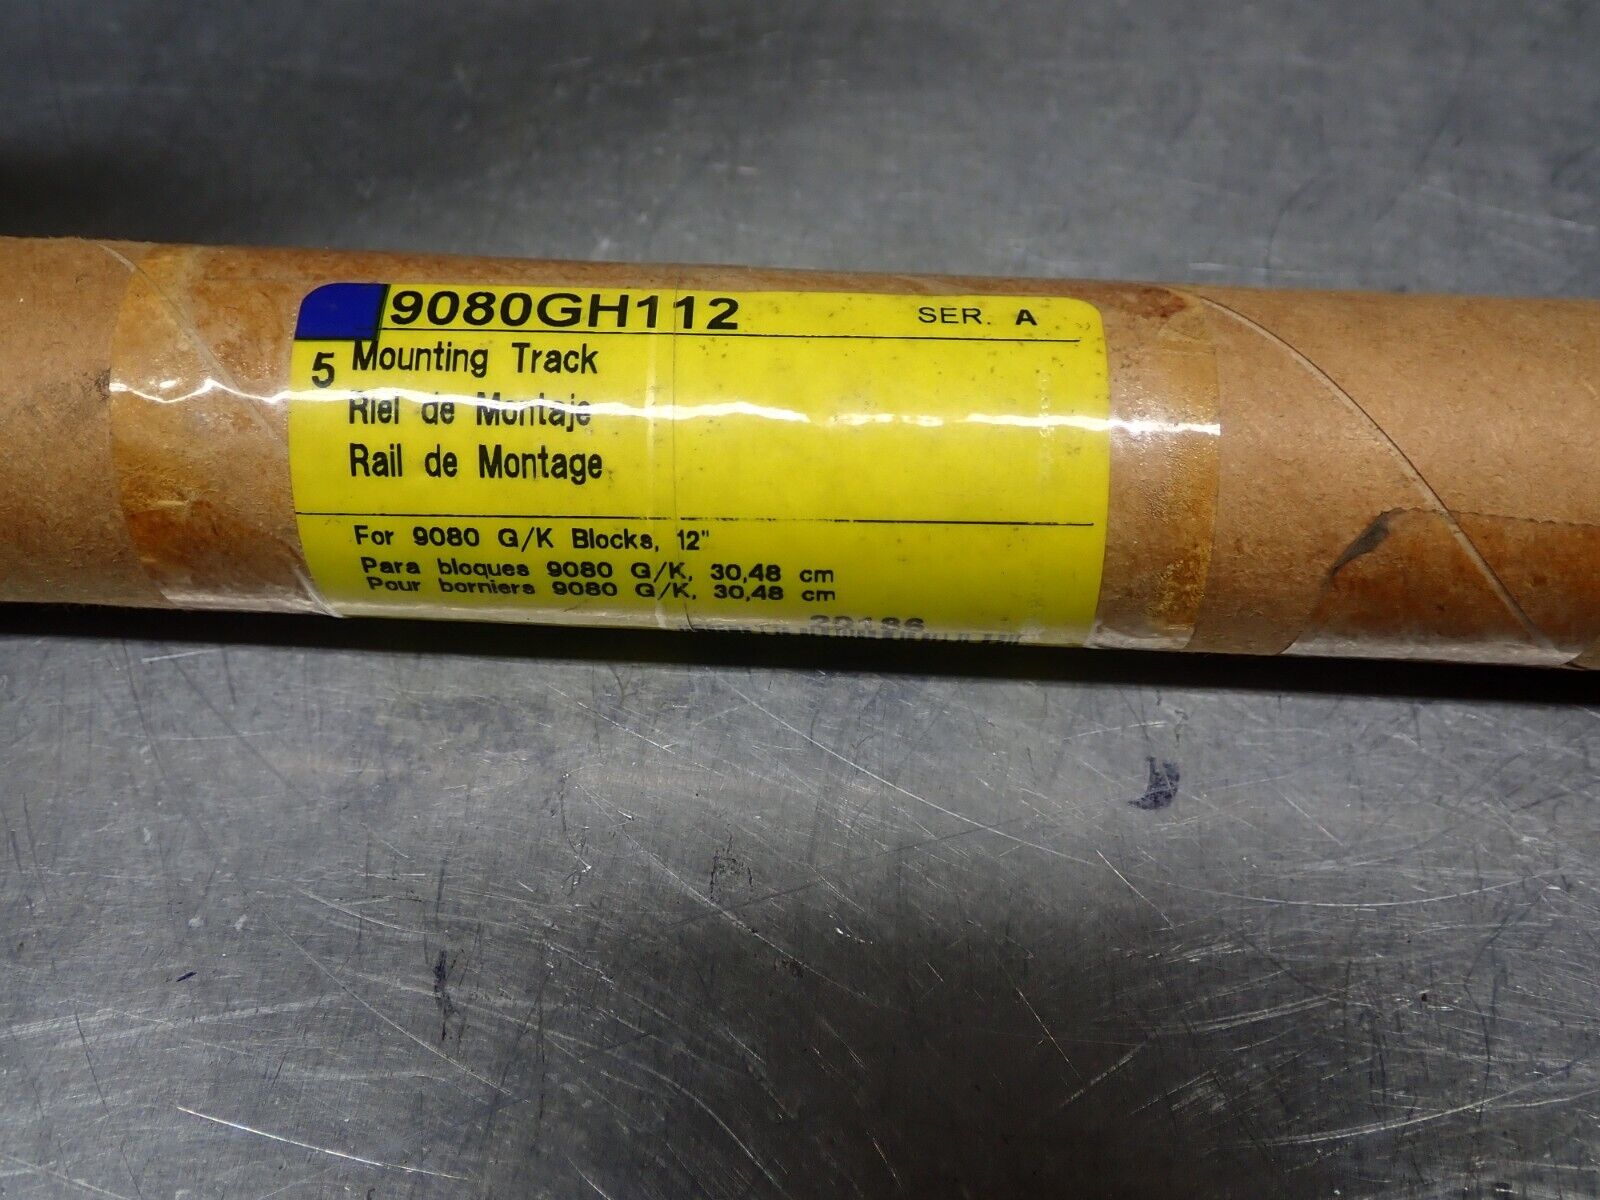 9080GH112 SER. A
5 Mounting Track
Riel de Montaje
Rail de Montage
For 9080 G/K Blocks, 12"
Para bloques 9080 G/K, 30,48 cm
Pour borniers 9080 G/K, 30,48 cm